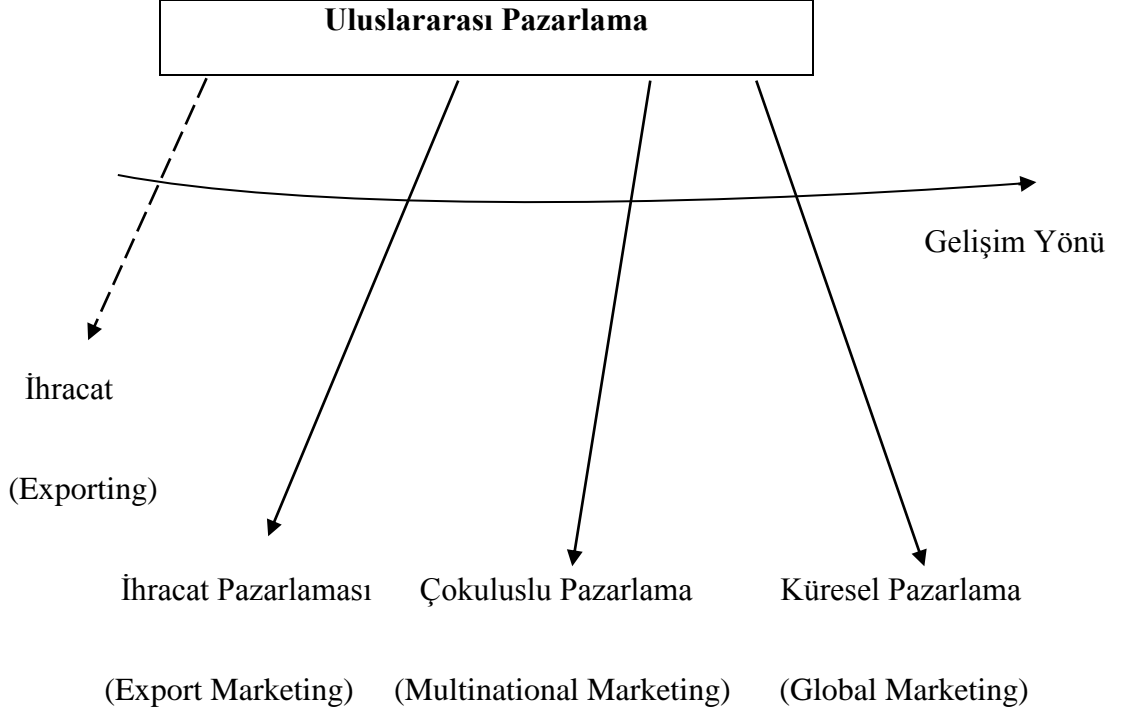 Uluslararası Pazarlama
Gelişim Yönü
İhracat
(Exporting)
İhracat Pazarlaması Çokuluslu Pazarlama Küresel Pazarlama
(Export Marketing) (Multinational Marketing) (Global Marketing)